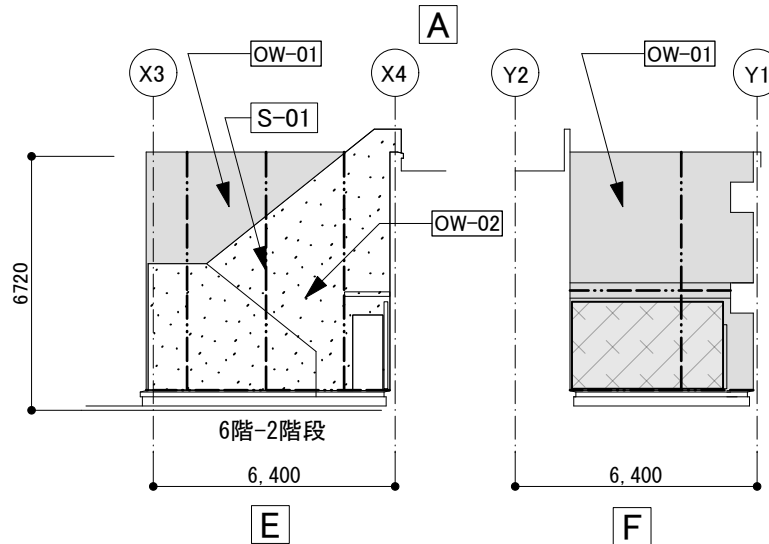 A
X3
OW-01
X4
Y2
OW-01
Y1
S-01
OW-02
6720
6階-2階段
6,400
6,400
E
F